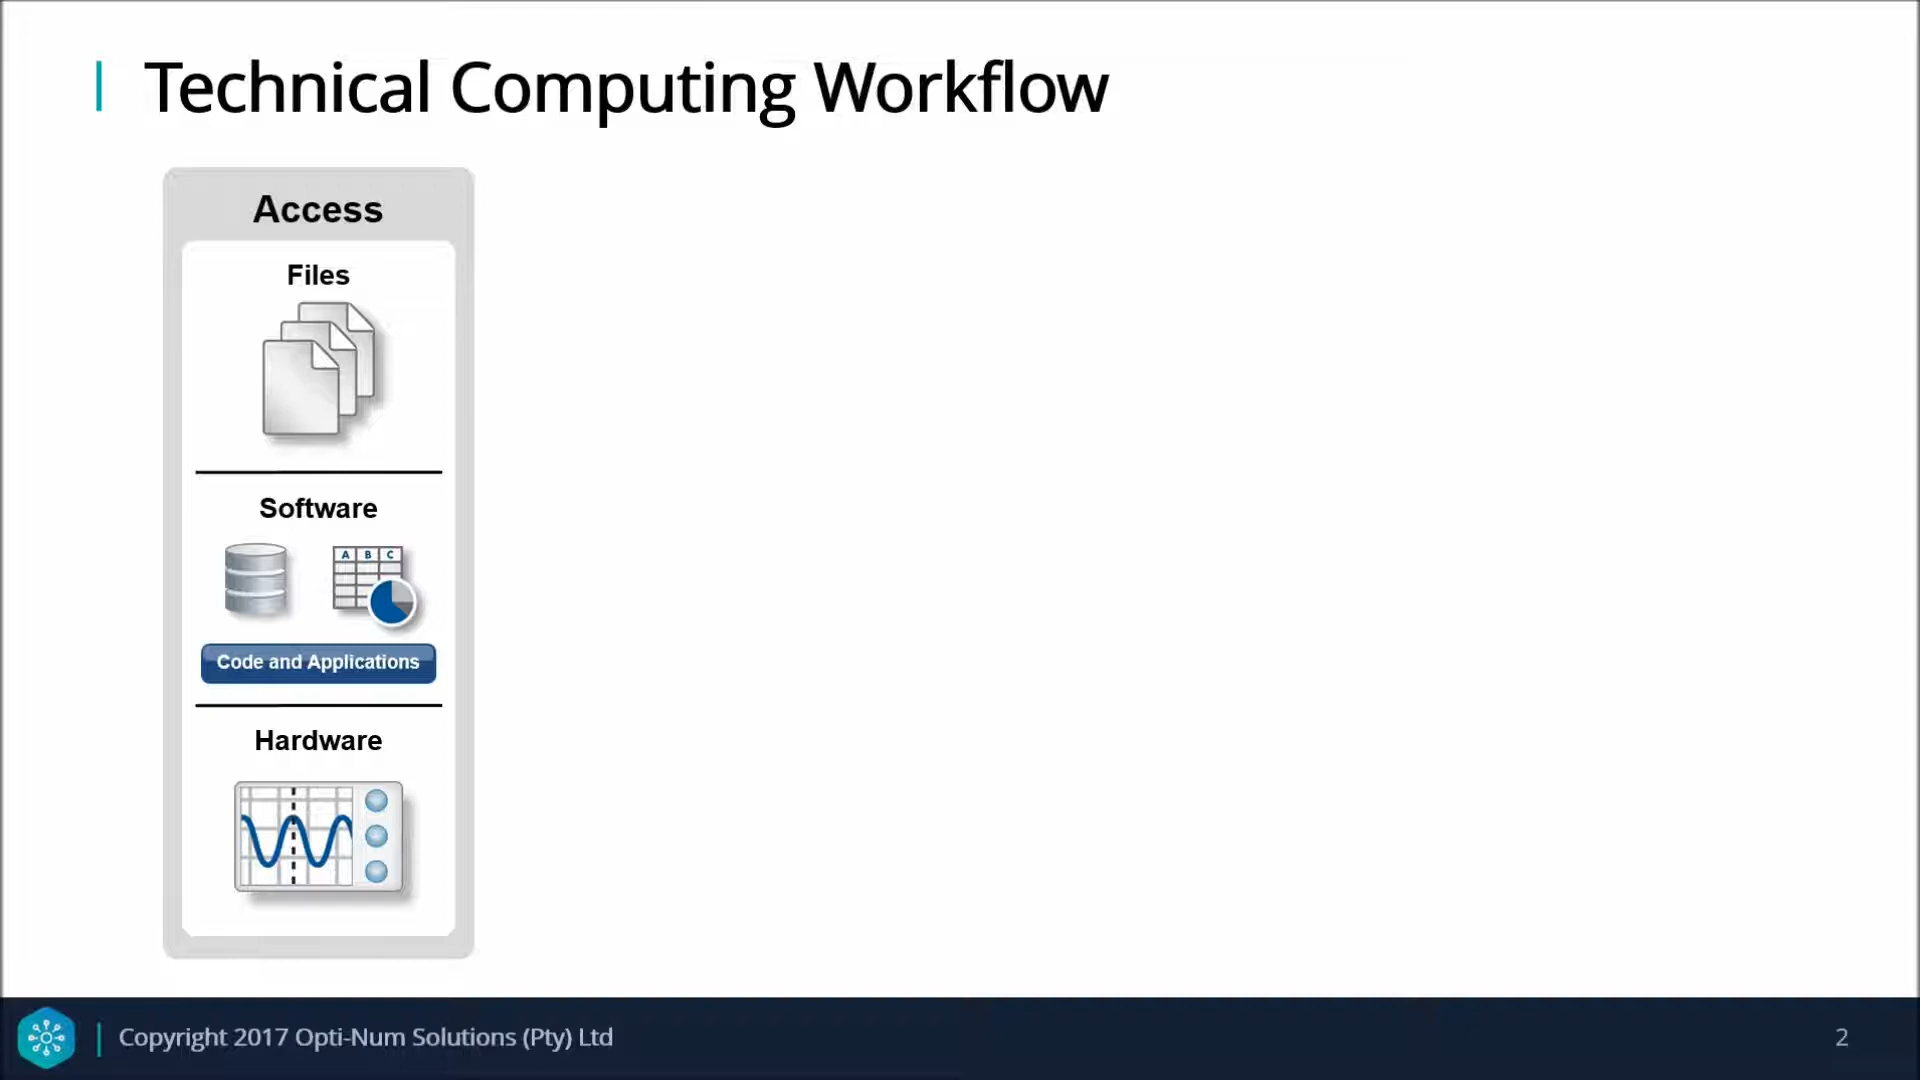 Technical Computing Workflow
Access
Files
Software
A B C
Code and Applications
Hardware
Copyright 2017 Opti-Num Solutions (Pty) Ltd
2